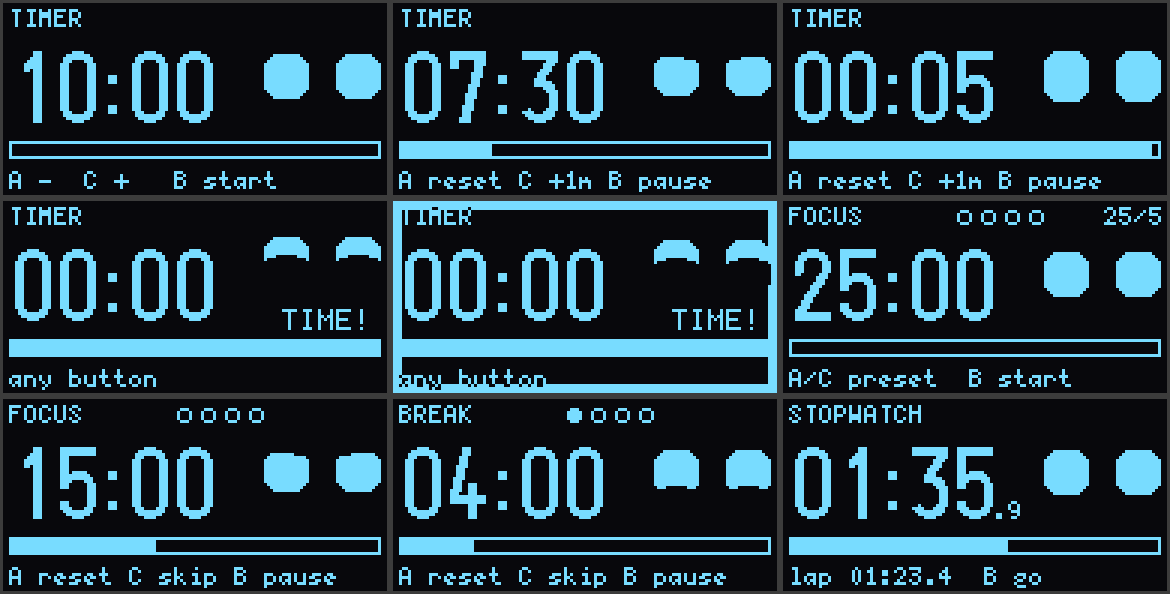 TIMER
10:00
A - C + B start
TIMER
07:30
A reset C +1m B pause
TIMER
00:05
A reset C +1m B pause
TIMER
00:00
TIME!
any button
TIMER
00:00
TIME!
any button
FOCUS 25/5
25:00
A/C preset B start
FOCUS
15:00
A reset C skip B pause
BREAK
04:00
A reset C skip B pause
STOPWATCH
01:35.9
lap 01:23.4 B go